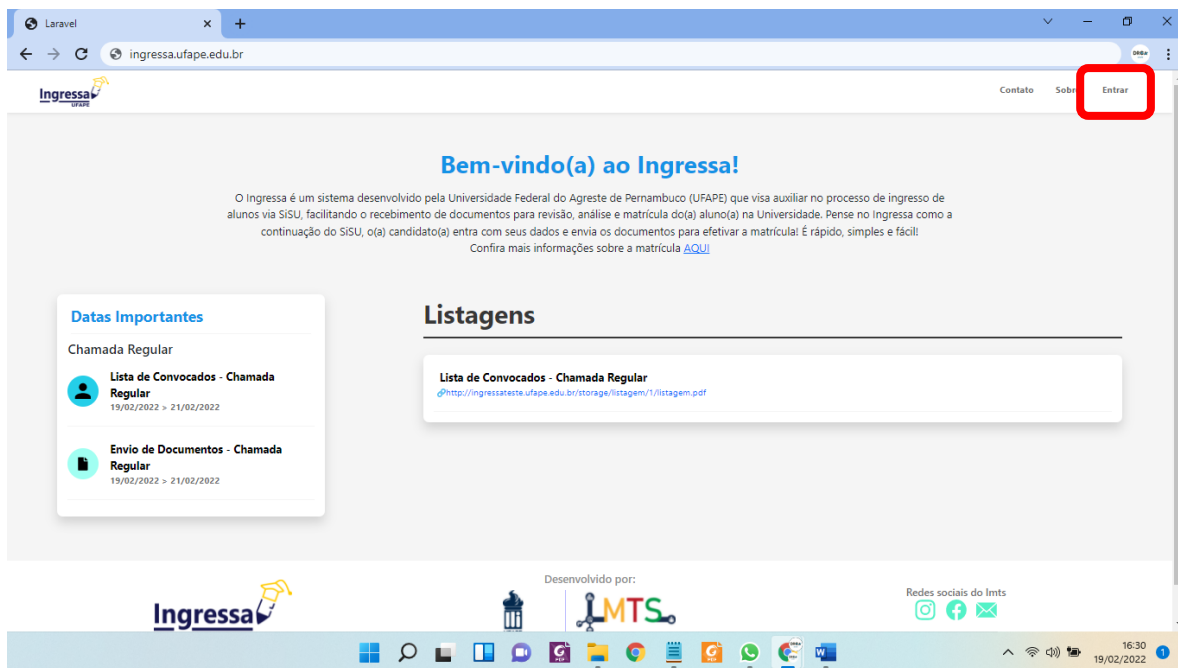 Laravel
ingressa.ufape.edu.br
Ingressa
UFAPE
Contato Sobr Entrar
Bem-vindo(a) ao Ingressa!
O Ingressa é um sistema desenvolvido pela Universidade Federal do Agreste de Pernambuco (UFAPE) que visa auxiliar no processo de ingresso de
alunos via SiSU, facilitando o recebimento de documentos para revisão, análise e matrícula do(a) aluno(a) na Universidade. Pense no Ingressa como a
continuação do SiSU, o(a) candidato(a) entra com seus dados e envia os documentos para efetivar a matrícula! É rápido, simples e fácil!
Confira mais informações sobre a matrícula AQUI
Datas Importantes
Chamada Regular
Lista de Convocados - Chamada
Regular
19/02/2022 > 21/02/2022
Envio de Documentos - Chamada
Regular
19/02/2022 > 21/02/2022
Listagens
Lista de Convocados - Chamada Regular
http://ingressateste.ufape.edu.br/storage/listagem/1/listagem.pdf
Ingressa
Desenvolvido por:
LMTS
Redes sociais do lmts
16:30
19/02/2022
1